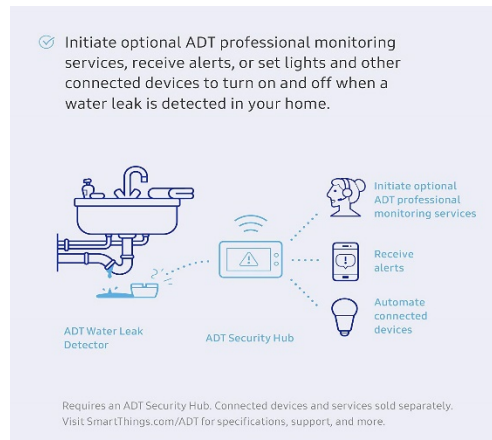 Initiate optional ADT professional monitoring
services, receive alerts, or set lights and other
connected devices to turn on and off when a
water leak is detected in your home.
Initiate optional
ADT professional
monitoring services
Receive
alerts
Automate
connected
devices
ADT Water Leak
Detector
ADT Security Hub
Requires an ADT Security Hub. Connected devices and services sold separately.
Visit SmartThings.com/ADT for specifications, support, and more.